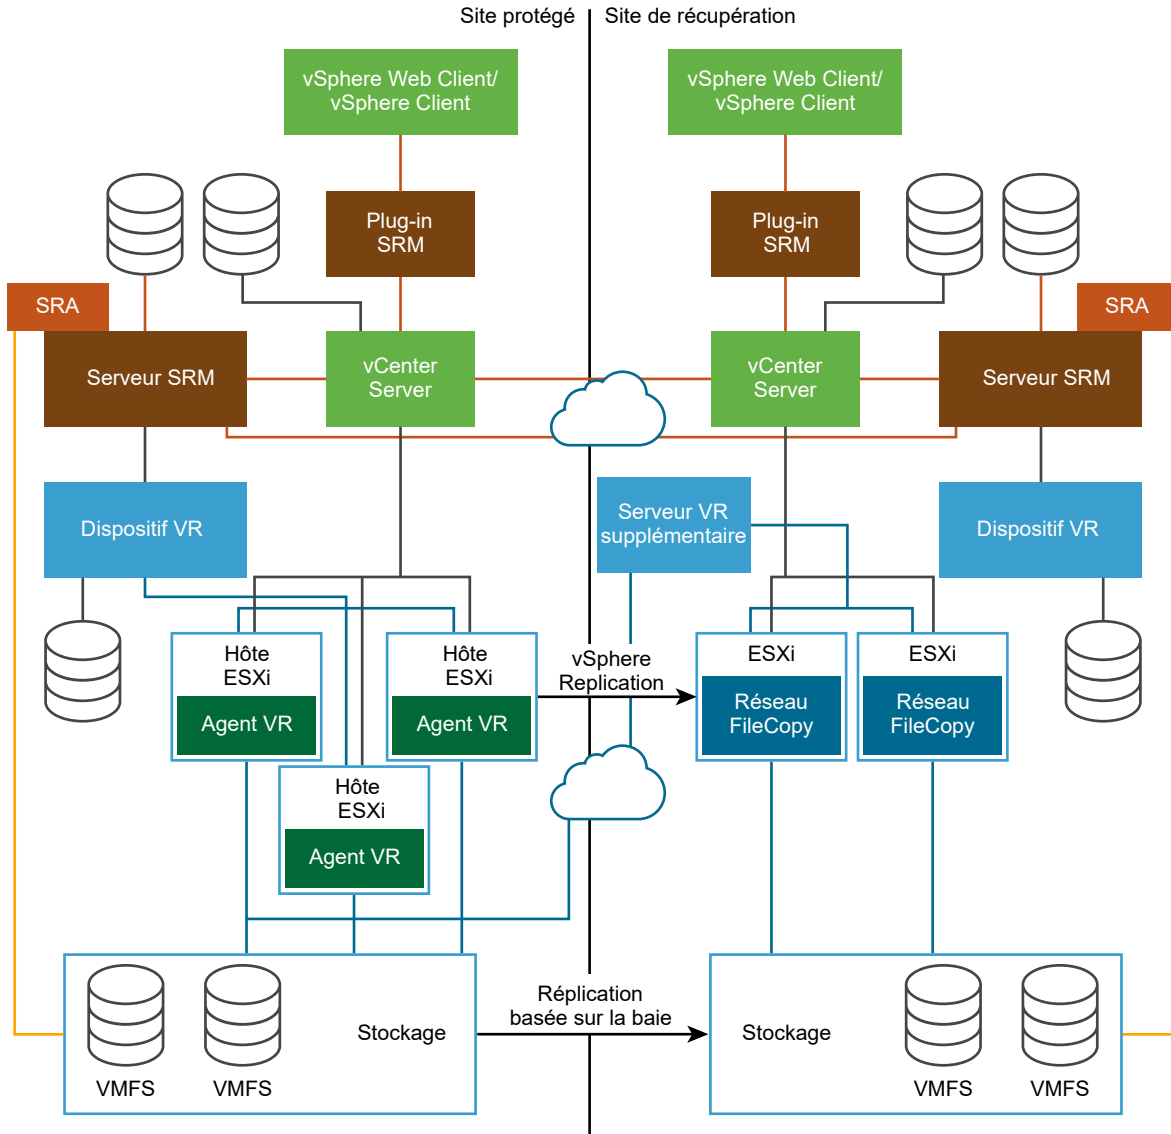 Site protégé
Site de récupération
vSphere Web Client/
vSphere Client
vSphere Web Client/
vSphere Client
Plug-in
SRM
Plug-in
SRM
SRA
SRA
Serveur SRM
vCenter
Server
vCenter
Server
Serveur SRM
Dispositif VR
Serveur VR
supplémentaire
Dispositif VR
Hôte
ESXi
Agent VR
Hôte
ESXi
Agent VR
vSphere
Replication
ESXi
Réseau
FileCopy
ESXi
Réseau
FileCopy
Hôte
ESXi
Agent VR
VMFS
VMFS
Stockage
Réplication
basée sur la baie
Stockage
VMFS
VMFS